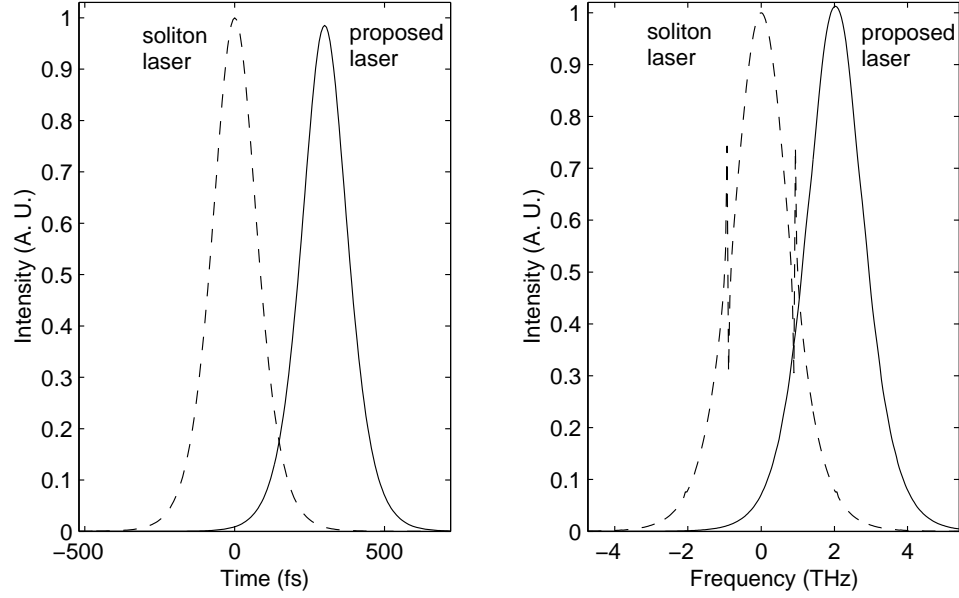 soliton
laser
proposed
laser
1
0.9
0.8
0.7
0.6
0.5
0.4
0.3
0.2
0.1
0
Intensity (A. U.)
−500
0
500
Time (fs)
soliton
laser
proposed
laser
1
0.9
0.8
0.7
0.6
0.5
0.4
0.3
0.2
0.1
0
Intensity (A. U.)
−4
−2
0
2
4
Frequency (THz)